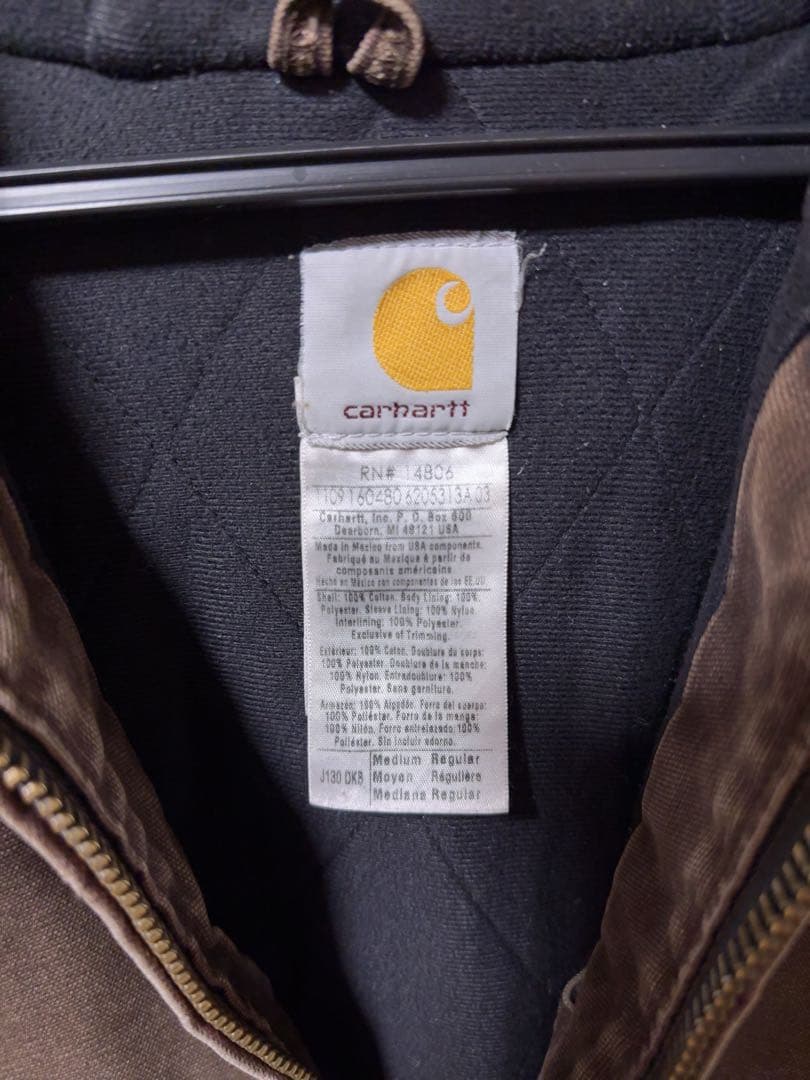 carhartt
RN# 14806
1109160480 6205313A 03
Carhartt, Inc. P. O. Box 600
Dearborn, MI 48121 USA
Made in Mexico from USA components.
Fabriqué au Mexique à partir de
composants américains
Hecho en México con componentes de los EE.UU
Shell: 100% Cotton. Body Lining: 100%
Polyester. Sleeve Lining: 100% Nylon
Interlining: 100% Polyester.
Exclusive of Trimming.
Extérieur: 100% Coton. Doublure du corps:
100% Polyester. Doublure de la manche:
100% Nylon. Entredoublure: 100%
Polyester. Sans garniture.
Armazón: 100% Algodón. Forro del cuerpo:
100% Poliéster. Forro de la manga:
100% Nilón. Forro entrelazado: 100%
Poliéster. Sin incluir adorno.
J130 DKB
Medium Regular
Moyen Régulière
Mediana Regular